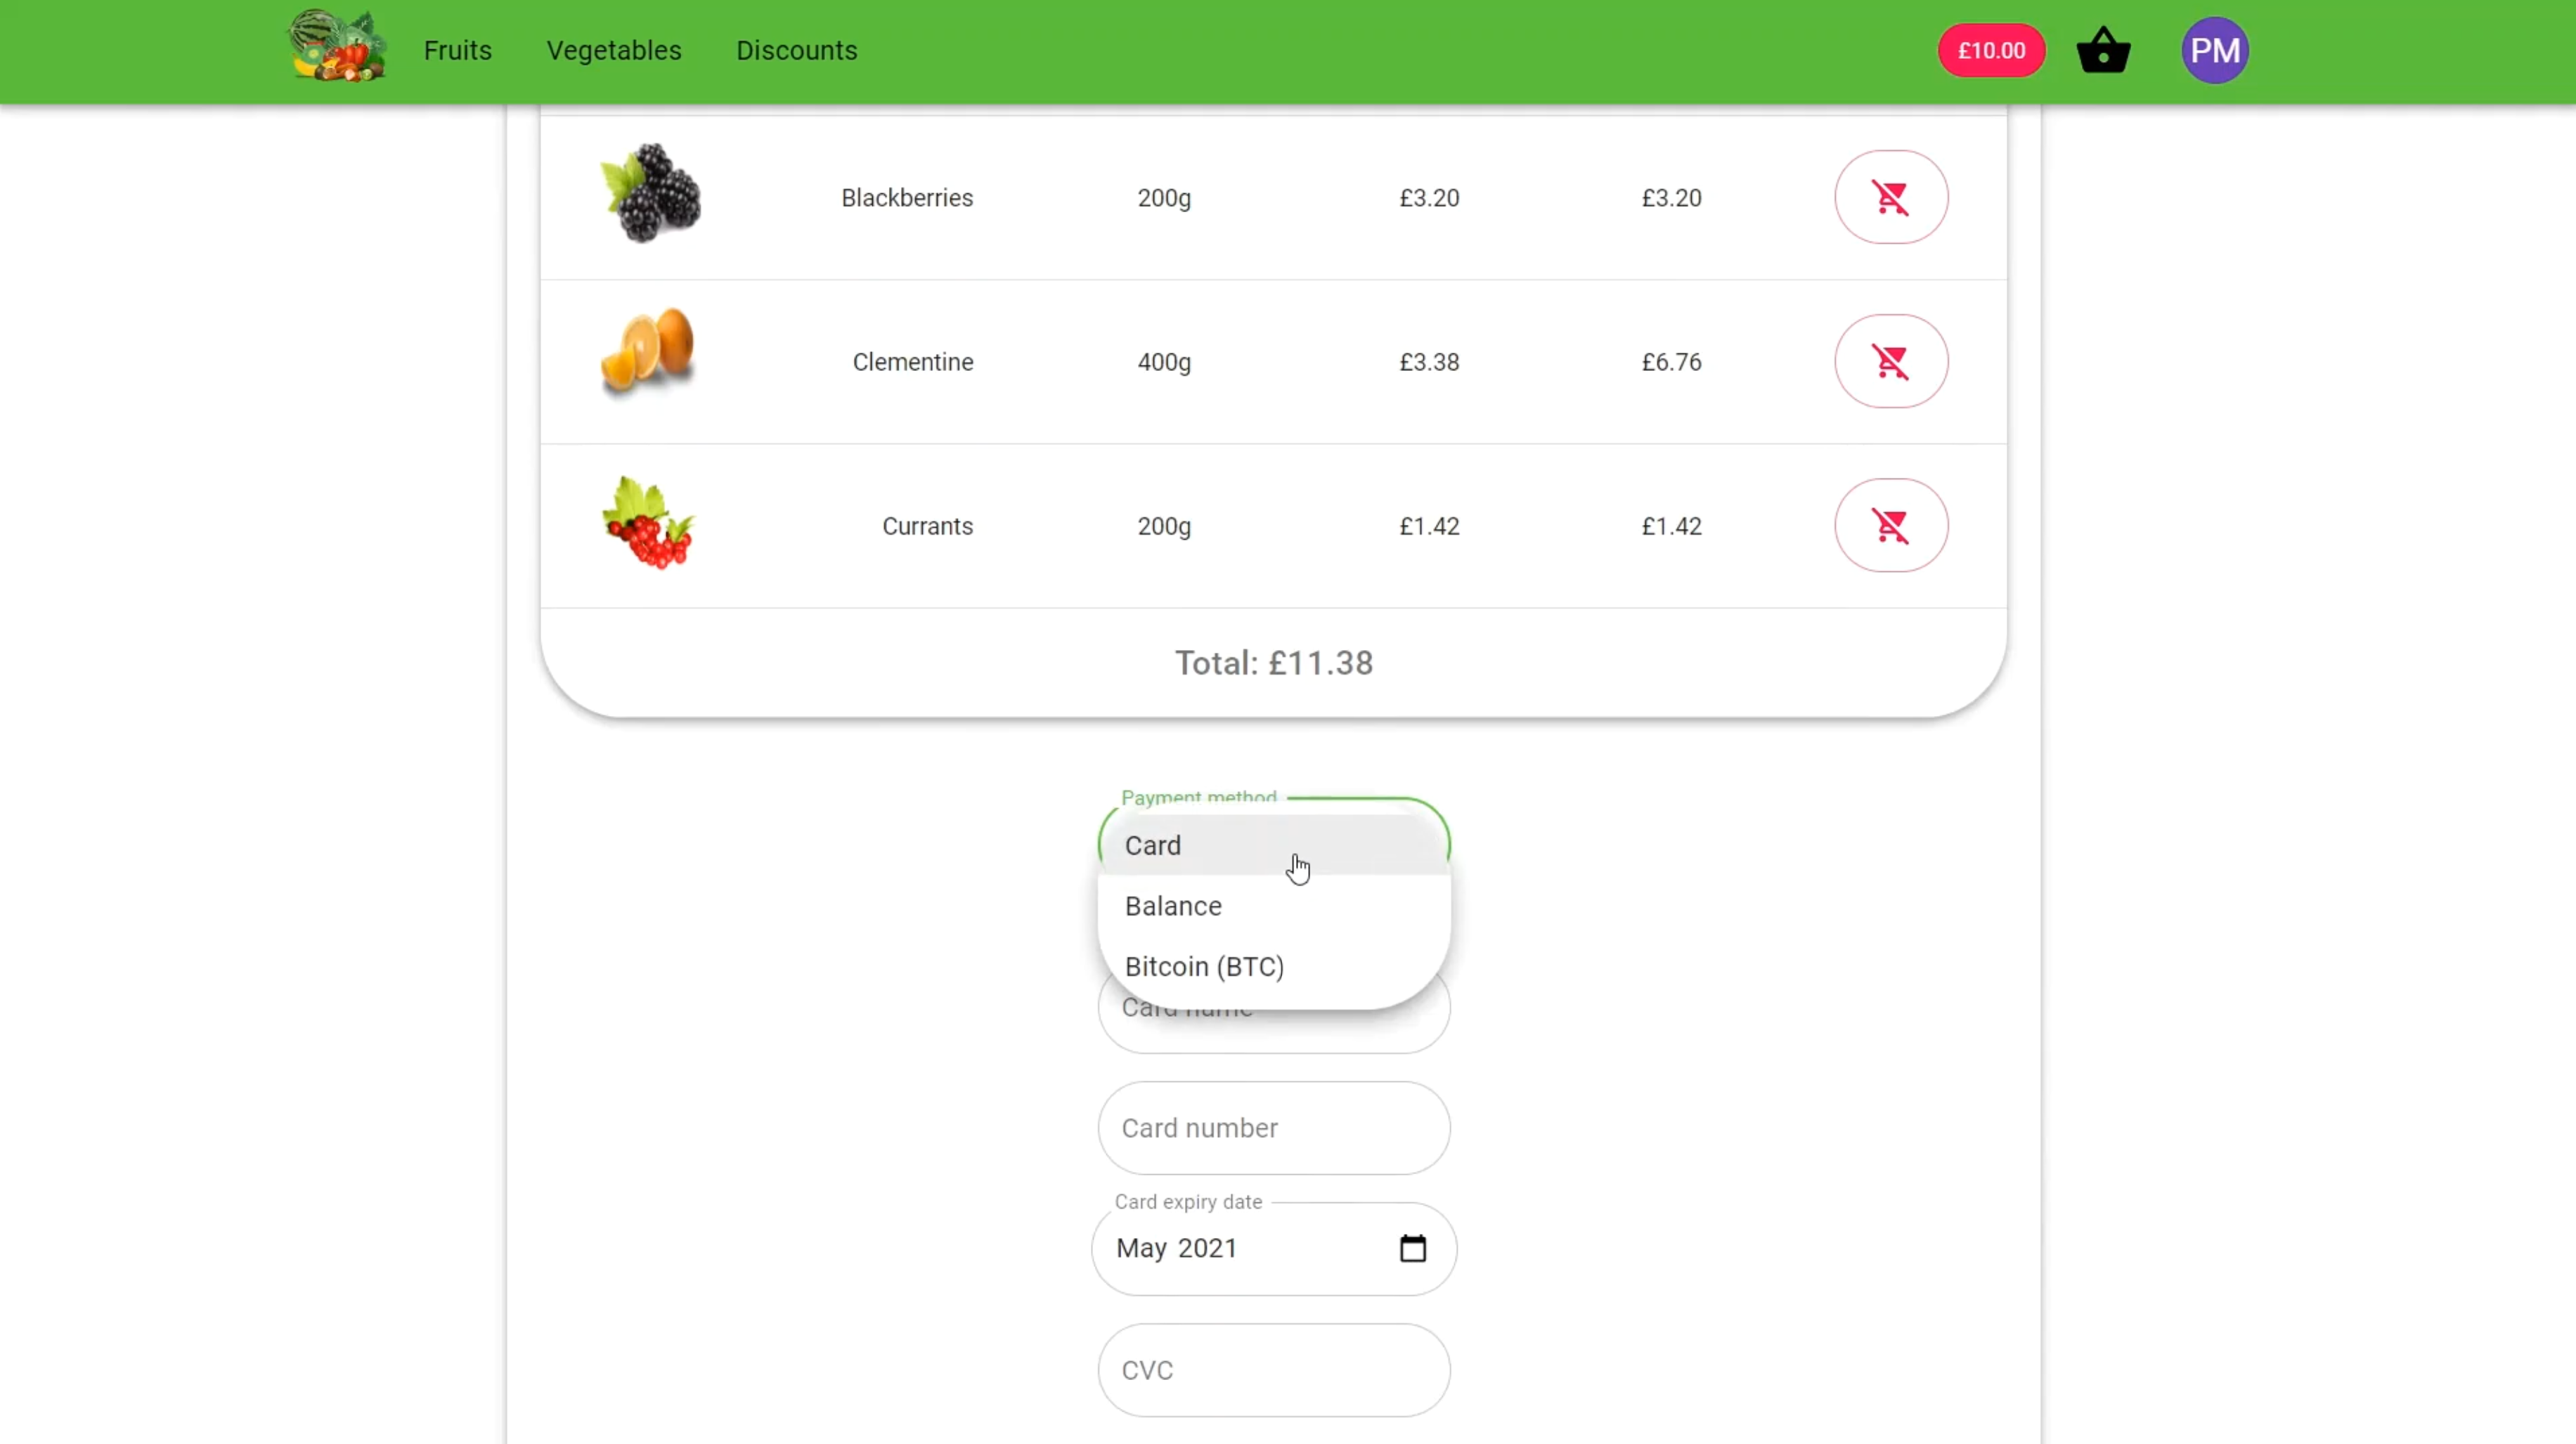 Fruits Vegetables Discounts £10.00 PM
Blackberries 200g £3.20 £3.20
Clementine 400g £3.38 £6.76
Currants 200g £1.42 £1.42
Total: £11.38
Payment method
Card
Balance
Bitcoin (BTC)
Card name
Card number
Card expiry date
May 2021
CVC